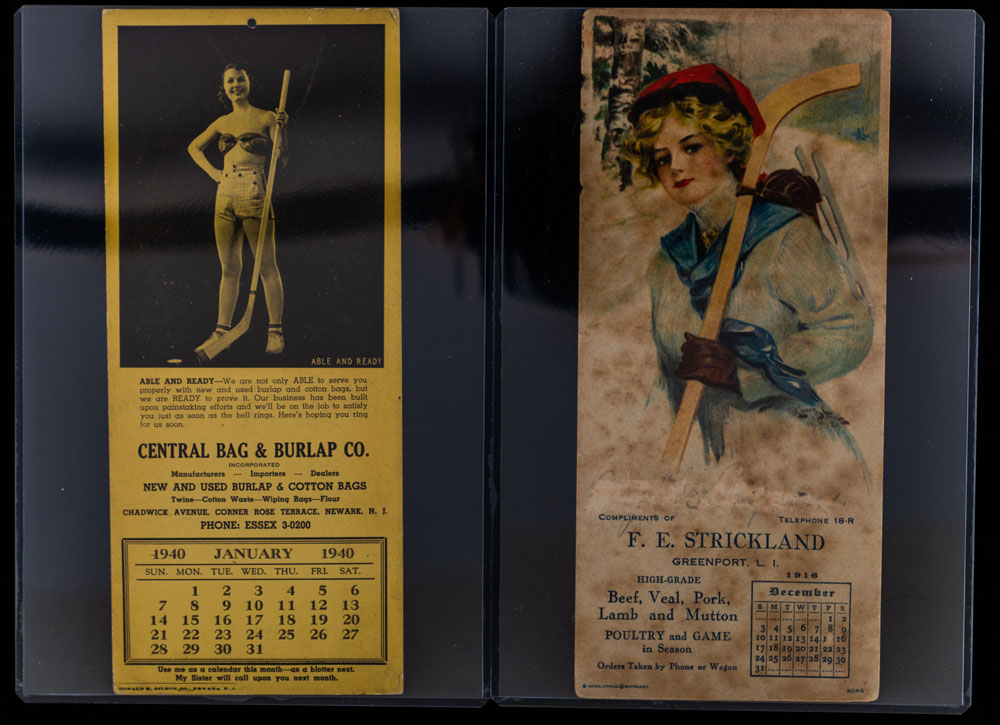 ABLE AND READY
ABLE AND READY—We are not only ABLE to serve you
properly with new and used burlap and cotton bags, but
we are READY to prove it. Our business has been built
upon painstaking efforts and we'll be on the job to satisfy
you just as soon as the bell rings. Here's hoping you ring
for us soon.
CENTRAL BAG & BURLAP CO.
INCORPORATED
Manufacturers — Importers — Dealers
NEW AND USED BURLAP & COTTON BAGS
Twine—Cotton Waste—Wiping Rags—Flour
CHADWICK AVENUE, CORNER ROSE TERRACE, NEWARK, N. J.
PHONE: ESSEX 3-0200
1940 JANUARY 1940
SUN. MON. TUE. WED. THU. FRI. SAT.
1 2 3 4 5 6
7 8 9 10 11 12 13
14 15 16 17 18 19 20
21 22 23 24 25 26 27
28 29 30 31
Use me as a calendar this month—as a blotter next.
My Sister will call upon you next month.
NEWARK N. J.
COMPLIMENTS OF TELEPHONE 18-R
F. E. STRICKLAND
GREENPORT, L. I.
HIGH-GRADE
Beef, Veal, Pork,
Lamb and Mutton
POULTRY and GAME
in Season
Orders Taken by Phone or Wagon
1916
December
S M T W T F S
.... .... .... .... .... 1 2
3 4 5 6 7 8 9
10 11 12 13 14 15 16
17 18 19 20 21 22 23
24 25 26 27 28 29 30
31 .... .... .... .... .... ....